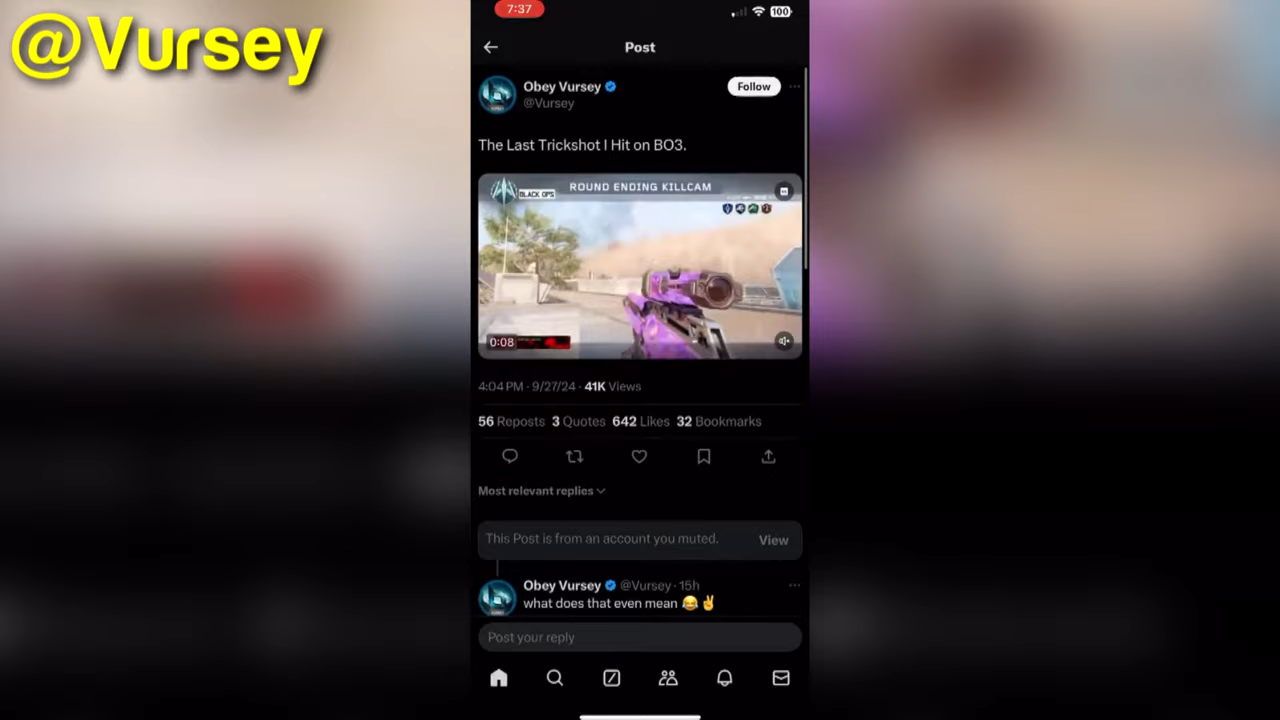 @Vursey
7:37
100
Post
Obey Vursey
Follow
@Vursey
The Last Trickshot I Hit on BO3.
BLACK OPS
ROUND ENDING KILLCAM
0:08
4:04 PM · 9/27/24 · 41K Views
56 Reposts 3 Quotes 642 Likes 32 Bookmarks
Most relevant replies
This Post is from an account you muted.
View
Obey Vursey @Vursey · 15h
what does that even mean 😂✌️
Post your reply